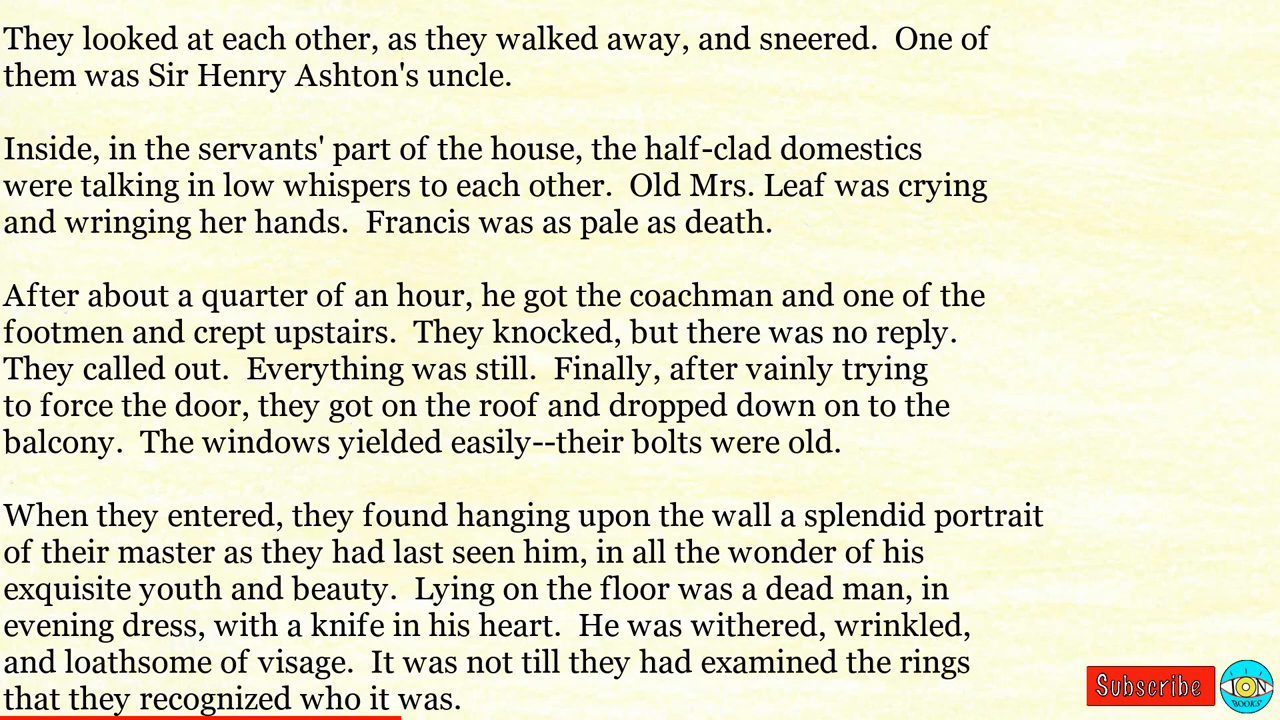 They looked at each other, as they walked away, and sneered.  One of
them was Sir Henry Ashton's uncle.
Inside, in the servants' part of the house, the half-clad domestics
were talking in low whispers to each other.  Old Mrs. Leaf was crying
and wringing her hands.  Francis was as pale as death.
After about a quarter of an hour, he got the coachman and one of the
footmen and crept upstairs.  They knocked, but there was no reply.
They called out.  Everything was still.  Finally, after vainly trying
to force the door, they got on the roof and dropped down on to the
balcony.  The windows yielded easily--their bolts were old.
When they entered, they found hanging upon the wall a splendid portrait
of their master as they had last seen him, in all the wonder of his
exquisite youth and beauty.  Lying on the floor was a dead man, in
evening dress, with a knife in his heart.  He was withered, wrinkled,
and loathsome of visage.  It was not till they had examined the rings
that they recognized who it was.
Subscribe
ION
BOOKS